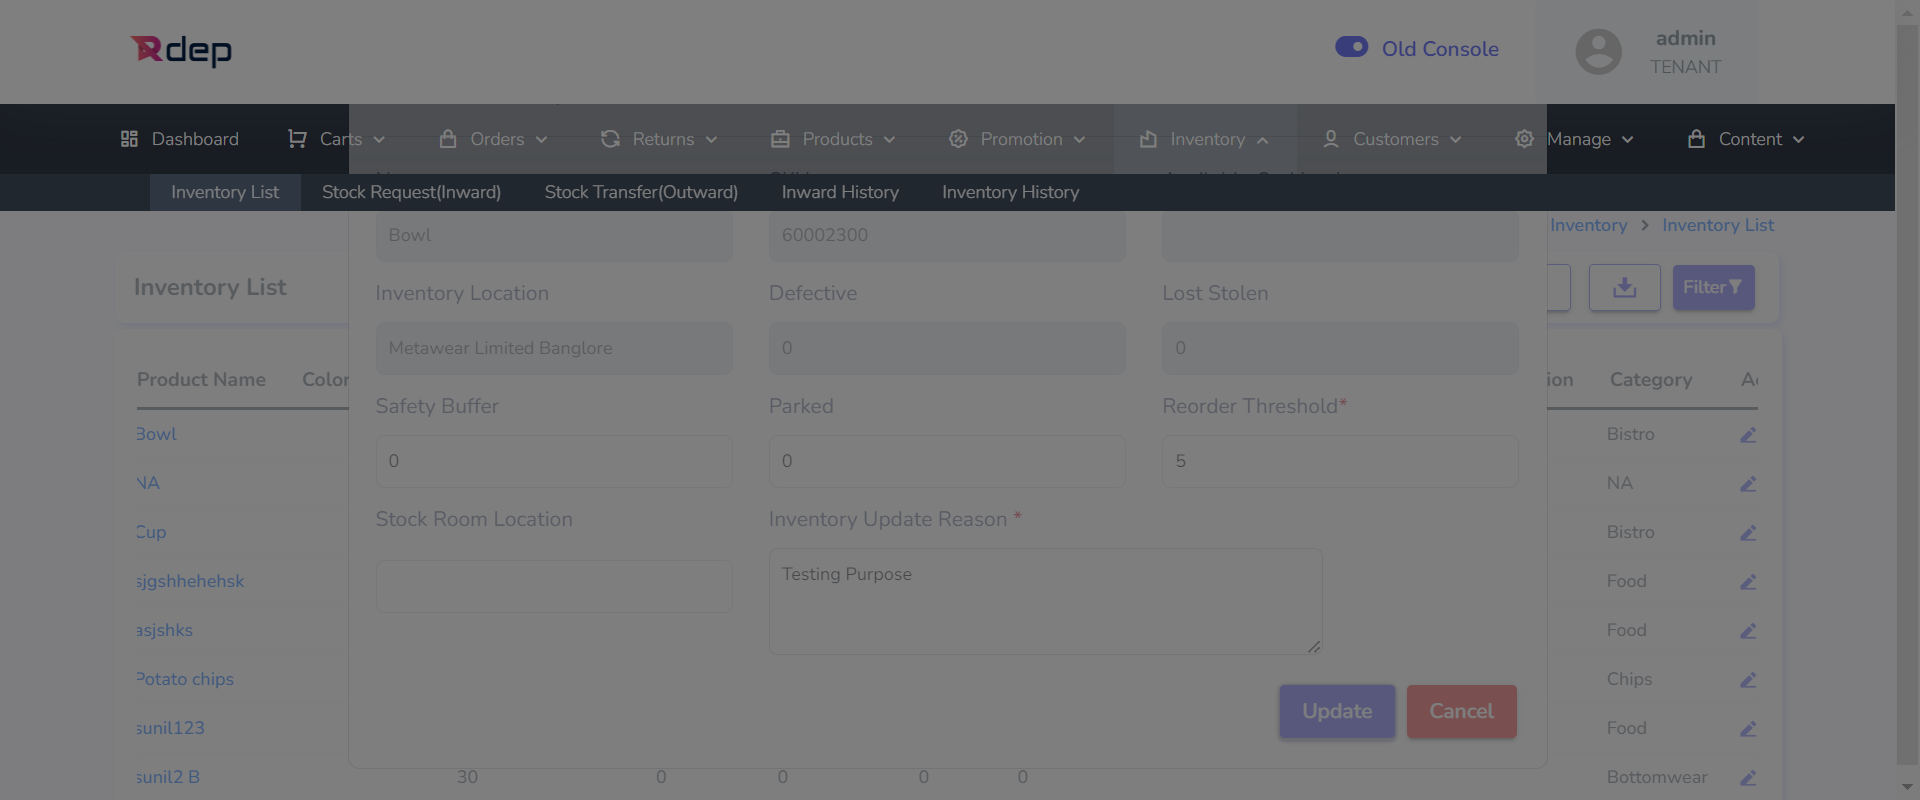 Rdep
Old Console
admin
TENANT
Dashboard Carts Orders Returns Products Promotion Inventory Customers Manage Content
Inventory List Stock Request(Inward) Stock Transfer(Outward) Inward History Inventory History
Inventory > Inventory List
Bowl 60002300
Inventory List
Filter
Inventory Location Defective Lost Stolen
Metawear Limited Banglore 0 0
Product Name Color Category
Safety Buffer Parked Reorder Threshold*
0 0 5
Stock Room Location Inventory Update Reason *
Testing Purpose
Update Cancel
Bowl Bistro
NA NA
Cup Bistro
sjgshhehehsk Food
asjshks Food
Potato chips Chips
sunil123 Food
sunil2 B 30 0 0 0 0 Bottomwear